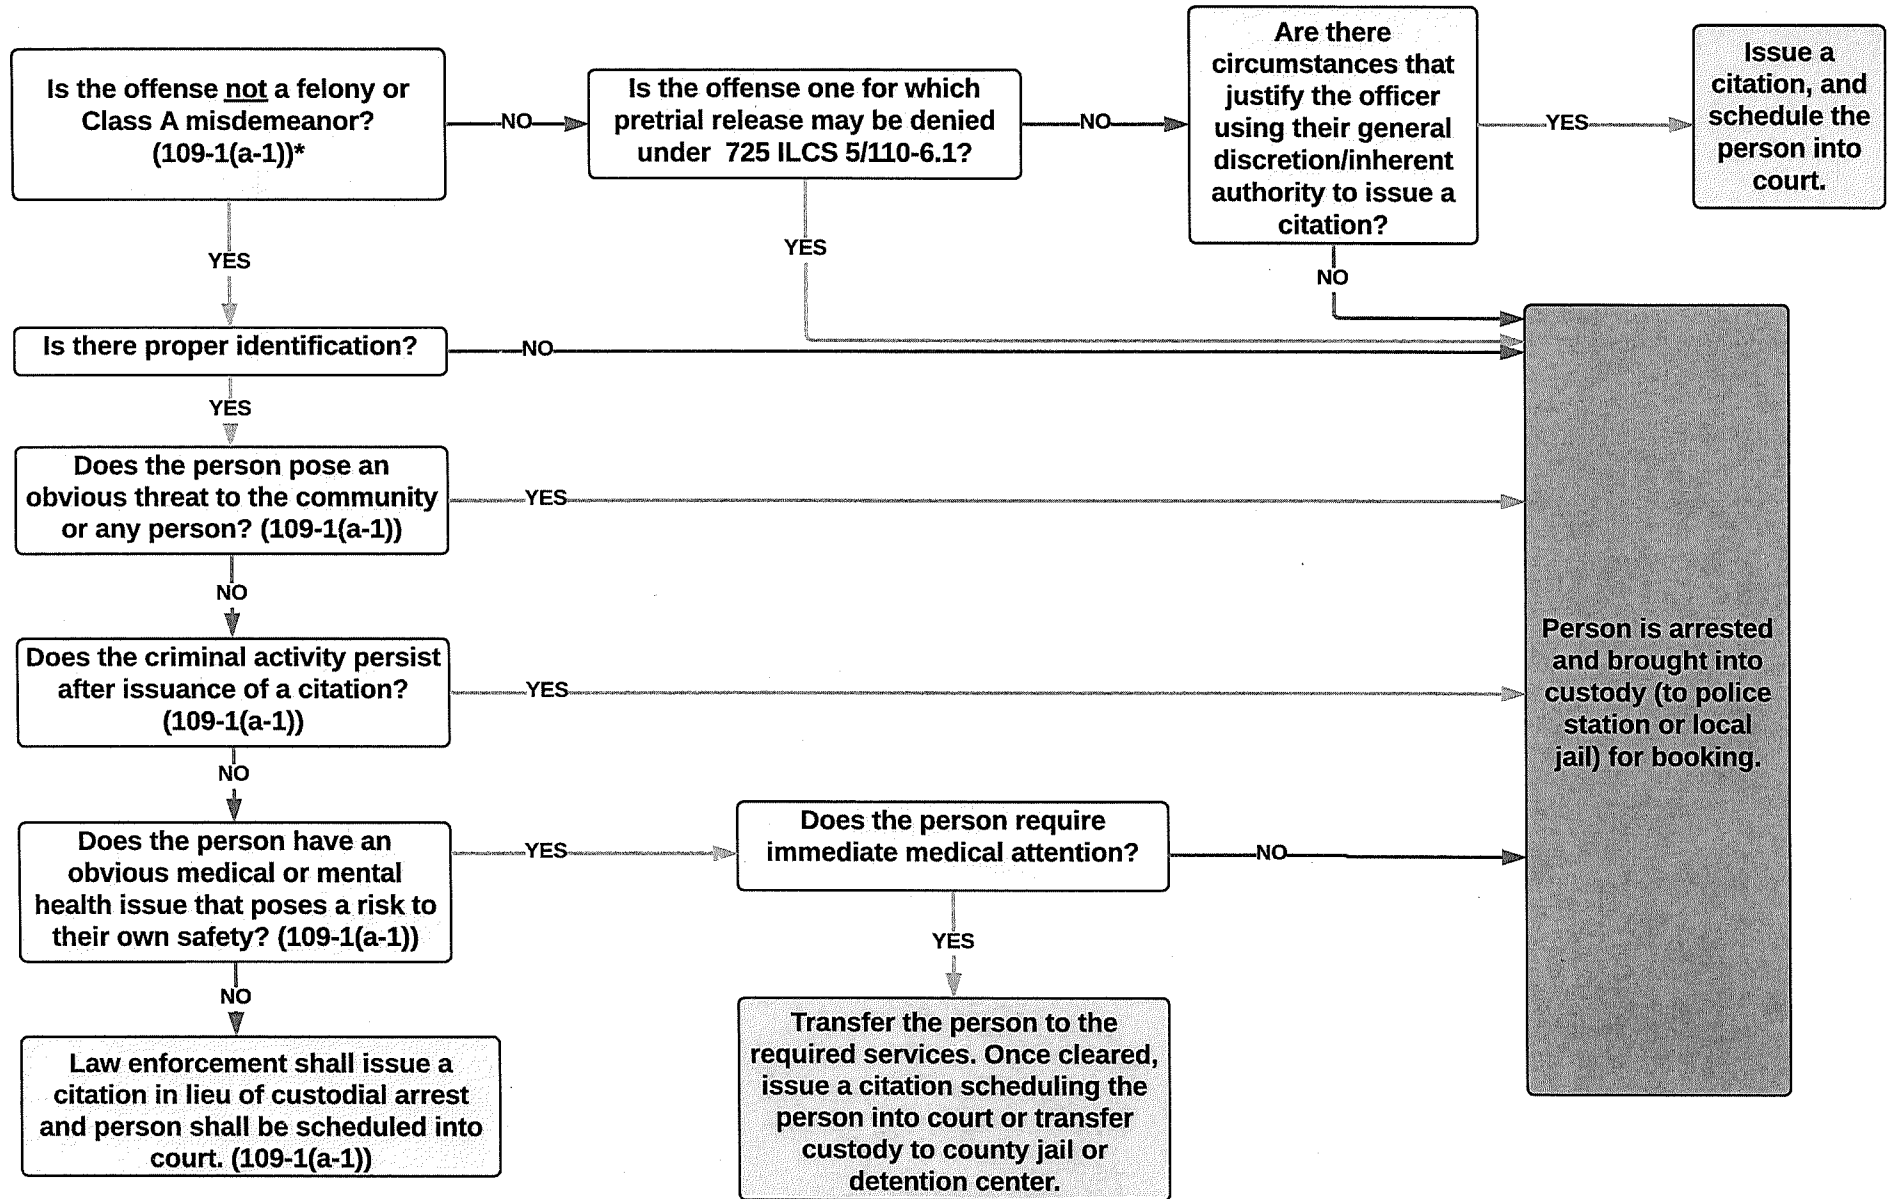 Is the offense not a felony or
Class A misdemeanor?
(109-1(a-1))*
NO
Is the offense one for which
pretrial release may be denied
under 725 ILCS 5/110-6.1?
NO
Are there
circumstances that
justify the officer
using their general
discretion/inherent
authority to issue a
citation?
YES
Issue a
citation, and
schedule the
person into
court.
YES
YES
NO
Is there proper identification?
NO
YES
Does the person pose an
obvious threat to the community
or any person? (109-1(a-1))
YES
NO
Does the criminal activity persist
after issuance of a citation?
(109-1(a-1))
YES
NO
Does the person have an
obvious medical or mental
health issue that poses a risk to
their own safety? (109-1(a-1))
YES
Does the person require
immediate medical attention?
NO
Person is arrested
and brought into
custody (to police
station or local
jail) for booking.
NO
YES
Law enforcement shall issue a
citation in lieu of custodial arrest
and person shall be scheduled into
court. (109-1(a-1))
Transfer the person to the
required services. Once cleared,
issue a citation scheduling the
person into court or transfer
custody to county jail or
detention center.